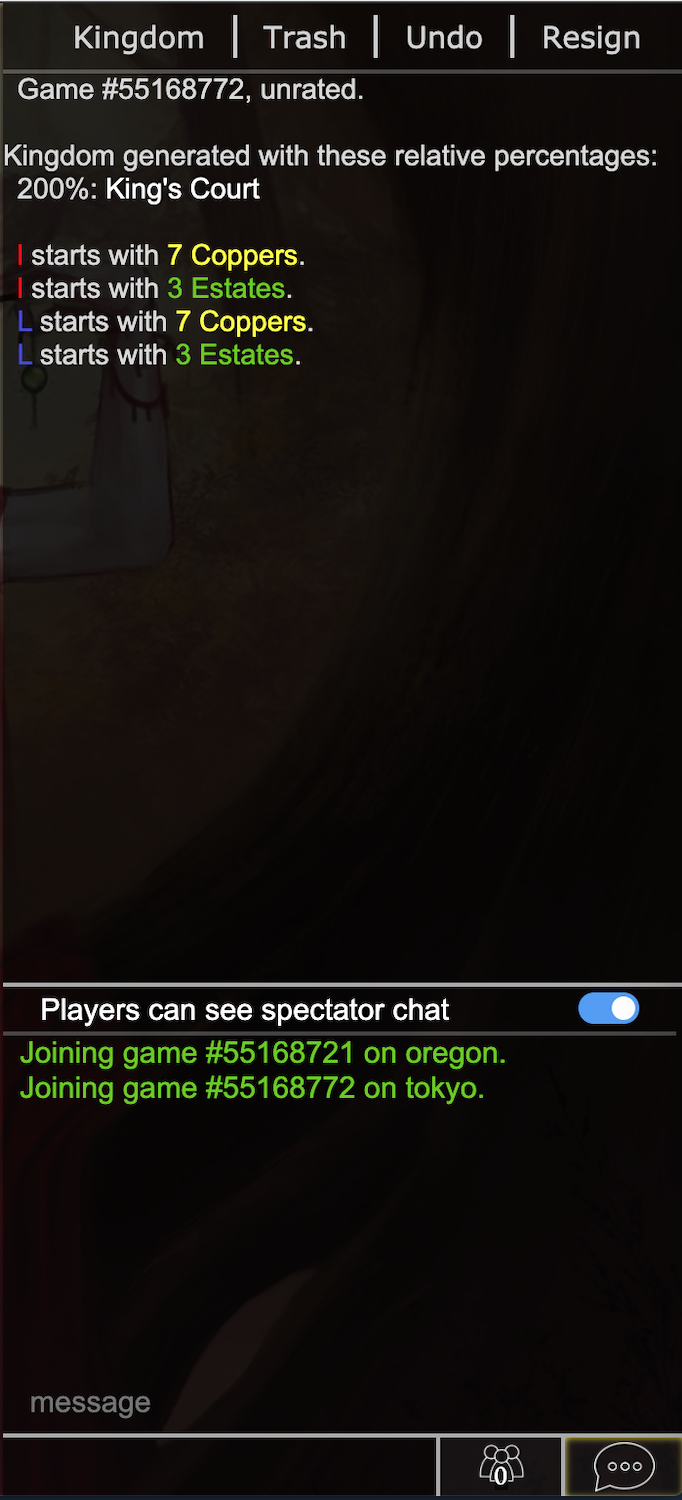 Kingdom | Trash | Undo | Resign
Game #55168772, unrated.
Kingdom generated with these relative percentages:
200%: King's Court
I starts with 7 Coppers.
I starts with 3 Estates.
L starts with 7 Coppers.
L starts with 3 Estates.
Players can see spectator chat
Joining game #55168721 on oregon.
Joining game #55168772 on tokyo.
message
0